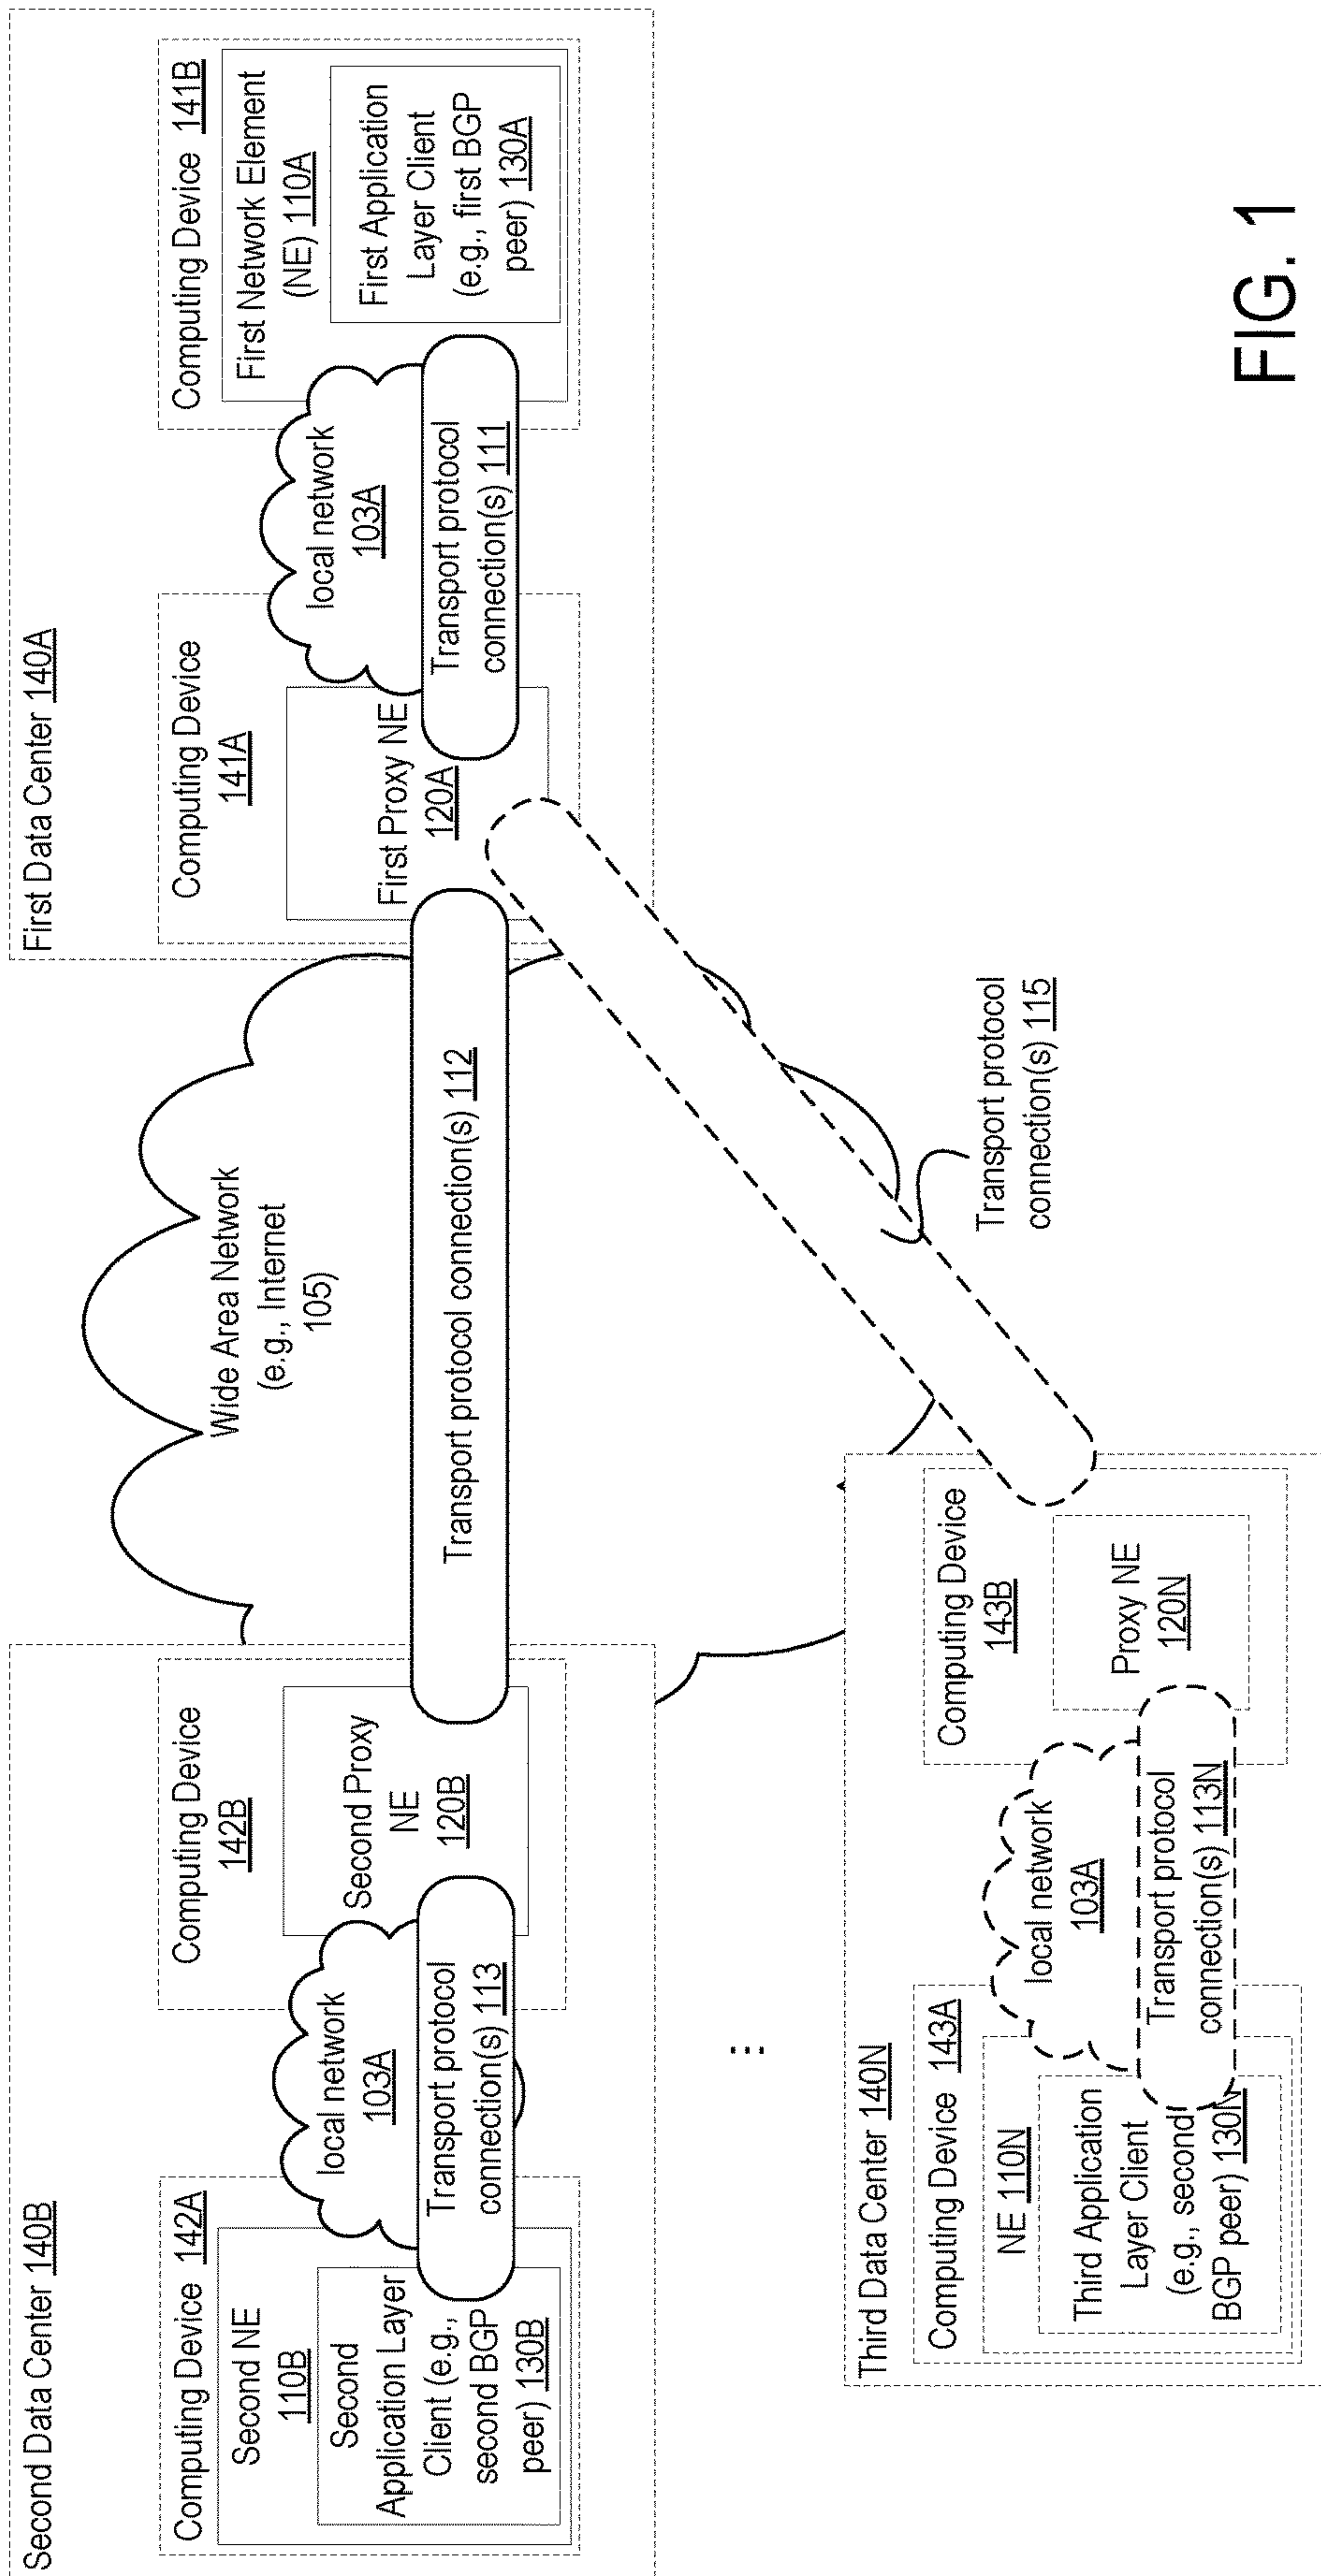 Second Data Center 140B
Computing Device 142A
Second NE
110B
Second
Application Layer
Client (e.g.,
second BGP
peer) 130B
local network
103A
Transport protocol
connection(s) 113
Computing Device
142B
Second Proxy
NE
120B
Wide Area Network
(e.g., Internet
105)
Transport protocol connection(s) 112
First Data Center 140A
Computing Device
141A
First Proxy NE
120A
local network
103A
Transport protocol
connection(s) 111
Computing Device 141B
First Network Element
(NE) 110A
First Application
Layer Client
(e.g., first BGP
peer) 130A
...
Third Data Center 140N
Computing Device 143A
NE 110N
Third Application
Layer Client
(e.g., second
BGP peer) 130N
local network
103A
Transport protocol
connection(s) 113N
Computing Device
143B
Proxy NE
120N
Transport protocol
connection(s) 115
FIG. 1